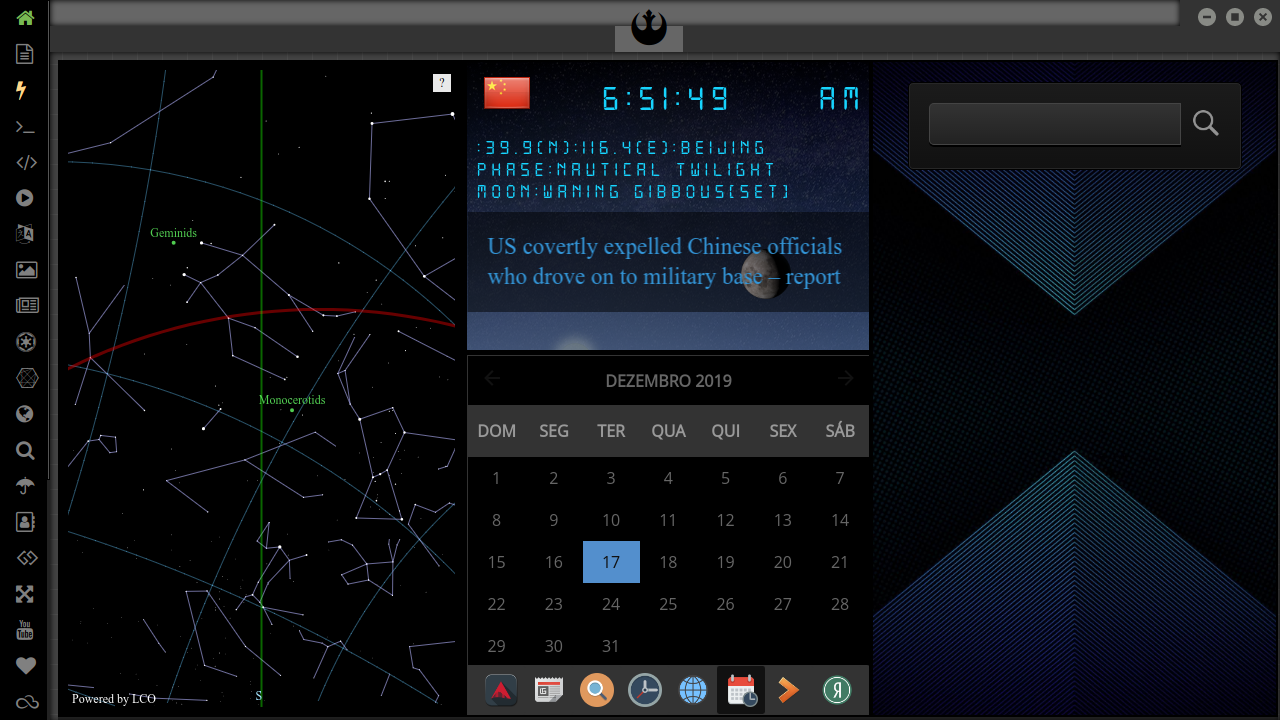 ?
Geminids
Monocerotids
S
Powered by LCO
6:51:49 AM
:39.9(N):116.4(E):BEIJING
PHASE:NAUTICAL TWILIGHT
MOON:WANING GIBBOUS(SET)
US covertly expelled Chinese officials
who drove on to military base – report
DEZEMBRO 2019
DOM SEG TER QUA QUI SEX SÁB
1 2 3 4 5 6 7
8 9 10 11 12 13 14
15 16 17 18 19 20 21
22 23 24 25 26 27 28
29 30 31
You
Tube
Я